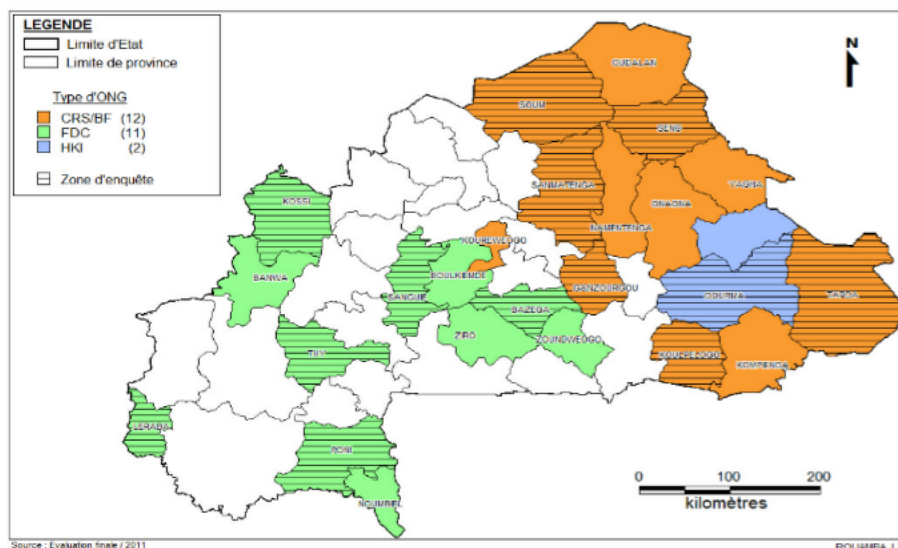 LEGENDE
Limite d'Etat
Limite de province
Type d'ONG
CRS/BF (12)
FDC (11)
HKI (2)
Zone d'enquête
N
OUDALAN
SOUM
SENO
YAGHA
SANMATENGA
GNAGNA
NAMENTENGA
KOSSI
KOUREWEOGO
BANWA
BOULKIEMDE
SANGUIE
GANZOURGOU
GOURMA
TAPOA
BAZEGA
ZIRO
ZOUNDWEOGO
TUY
KOMPIENGA
LERABA
PONI
NOUMBIEL
0 100 200
kilomètres
Source : Evaluation finale / 2011